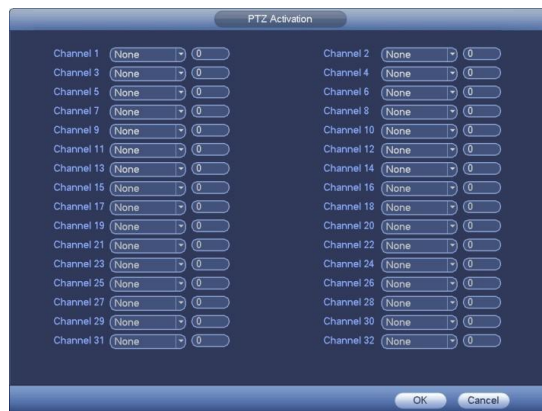 PTZ Activation
Channel 1 None 0 Channel 2 None 0
Channel 3 None 0 Channel 4 None 0
Channel 5 None 0 Channel 6 None 0
Channel 7 None 0 Channel 8 None 0
Channel 9 None 0 Channel 10 None 0
Channel 11 None 0 Channel 12 None 0
Channel 13 None 0 Channel 14 None 0
Channel 15 None 0 Channel 16 None 0
Channel 17 None 0 Channel 18 None 0
Channel 19 None 0 Channel 20 None 0
Channel 21 None 0 Channel 22 None 0
Channel 23 None 0 Channel 24 None 0
Channel 25 None 0 Channel 26 None 0
Channel 27 None 0 Channel 28 None 0
Channel 29 None 0 Channel 30 None 0
Channel 31 None 0 Channel 32 None 0
OK Cancel